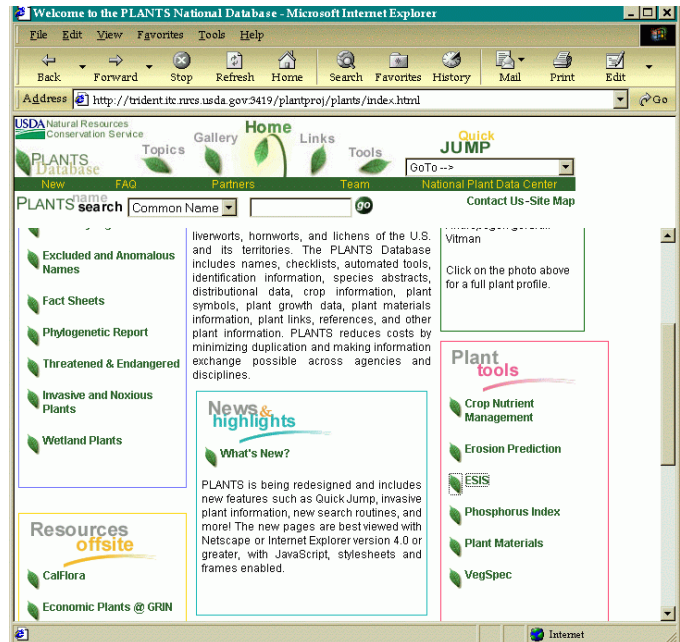 Welcome to the PLANTS National Database - Microsoft Internet Explorer
File Edit View Favorites Tools Help
Back Forward Stop Refresh Home Search Favorites History Mail Print Edit
Address http://trident.itc.nrcs.usda.gov:3419/plantproj/plants/index.html Go
USDA Natural Resources
Conservation Service
PLANTS
Database
Topics Gallery Home Links Tools
Quick
JUMP
GoTo -->
New FAQ Partners Team National Plant Data Center
PLANTS name search Common Name go
Contact Us-Site Map
Excluded and Anomalous
Names
Fact Sheets
Phylogenetic Report
Threatened & Endangered
Invasive and Noxious
Plants
Wetland Plants
Resources
offsite
CalFlora
Economic Plants @ GRIN
liverworts, hornworts, and lichens of the U.S.
and its territories. The PLANTS Database
includes names, checklists, automated tools,
identification information, species abstracts,
distributional data, crop information, plant
symbols, plant growth data, plant materials
information, plant links, references, and other
plant information. PLANTS reduces costs by
minimizing duplication and making information
exchange possible across agencies and
disciplines.
News &
highlights
What's New?
PLANTS is being redesigned and includes
new features such as Quick Jump, invasive
plant information, new search routines, and
more! The new pages are best viewed with
Netscape or Internet Explorer version 4.0 or
greater, with JavaScript, stylesheets and
frames enabled.
Vitman
Click on the photo above
for a full plant profile.
Plant
tools
Crop Nutrient
Management
Erosion Prediction
ESIS
Phosphorus Index
Plant Materials
VegSpec
Internet